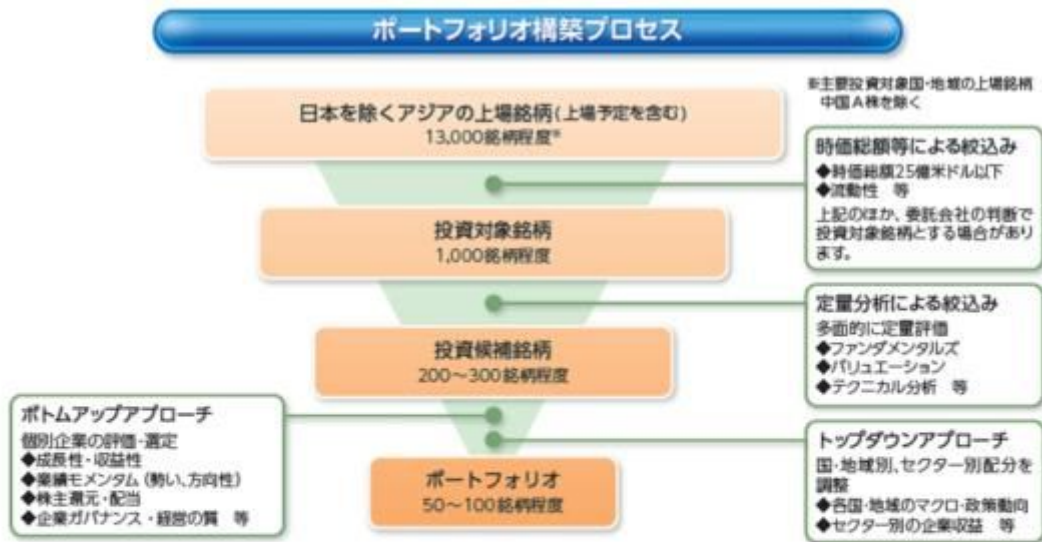 ポートフォリオ構築プロセス
※主要投資対象国・地域の上場銘柄
中国A株を除く
日本を除くアジアの上場銘柄(上場予定を含む)
13,000銘柄程度※
時価総額等による絞込み
◆時価総額25億米ドル以下
◆流動性 等
上記のほか、委託会社の判断で
投資対象銘柄とする場合があり
ます。
投資対象銘柄
1,000銘柄程度
定量分析による絞込み
多面的に定量評価
◆ファンダメンタルズ
◆バリュエーション
◆テクニカル分析 等
投資候補銘柄
200～300銘柄程度
ボトムアップアプローチ
個別企業の評価・選定
◆成長性・収益性
◆業績モメンタム(勢い、方向性)
◆株主還元・配当
◆企業ガバナンス・経営の質 等
トップダウンアプローチ
国・地域別、セクター別配分を
調整
◆各国・地域のマクロ・政策動向
◆セクター別の企業収益 等
ポートフォリオ
50～100銘柄程度